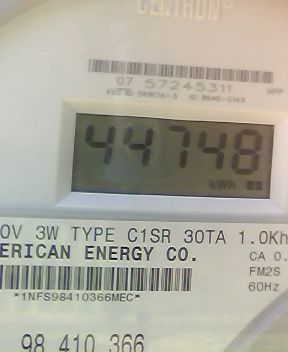 CENTRON®
07 57245311
44748
kWh
0V 3W TYPE C1SR 30TA 1.0Kh
ERICAN ENERGY CO.
CA 0.
FM2S
60Hz
*1NFS98410366MEC*
98 410 366